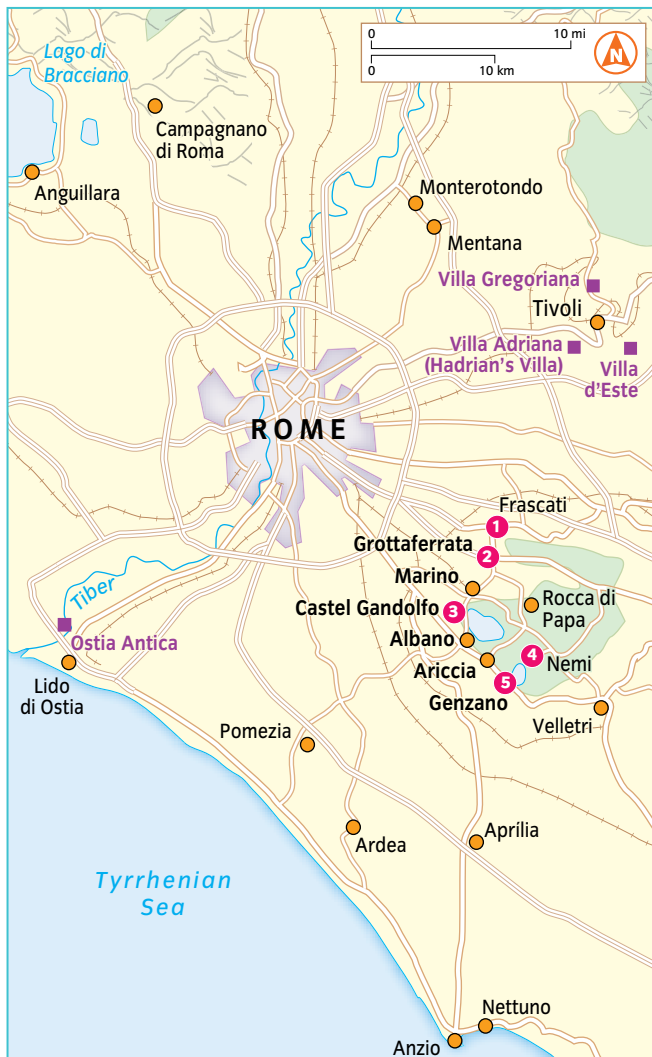 0 10 mi
0 10 km
N
Lago di
Bracciano
Campagnano
di Roma
Anguillara
Monterotondo
Mentana
Villa Gregoriana
Tivoli
Villa Adriana
(Hadrian's Villa)
Villa
d'Este
ROME
Frascati
1
Grottaferrata
2
Marino
Castel Gandolfo
3
Rocca di
Papa
Tiber
Ostia Antica
Albano
Ariccia
4
Nemi
5
Genzano
Lido
di Ostia
Velletri
Pomezia
Ardea
Aprília
Tyrrhenian
Sea
Nettuno
Anzio